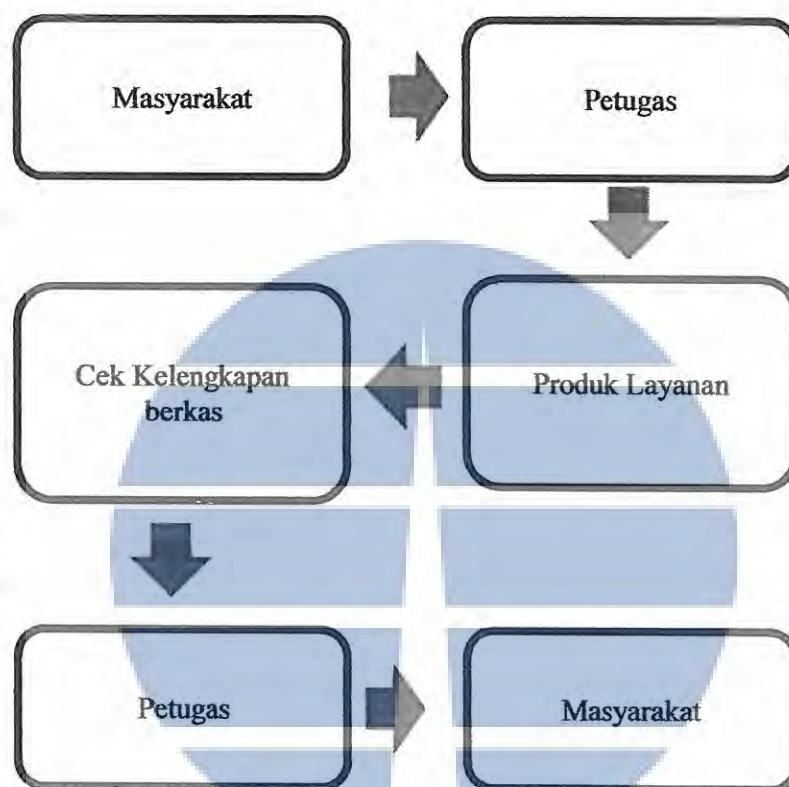 Masyarakat
Petugas
Produk Layanan
Cek Kelengkapan
berkas
Petugas
Masyarakat